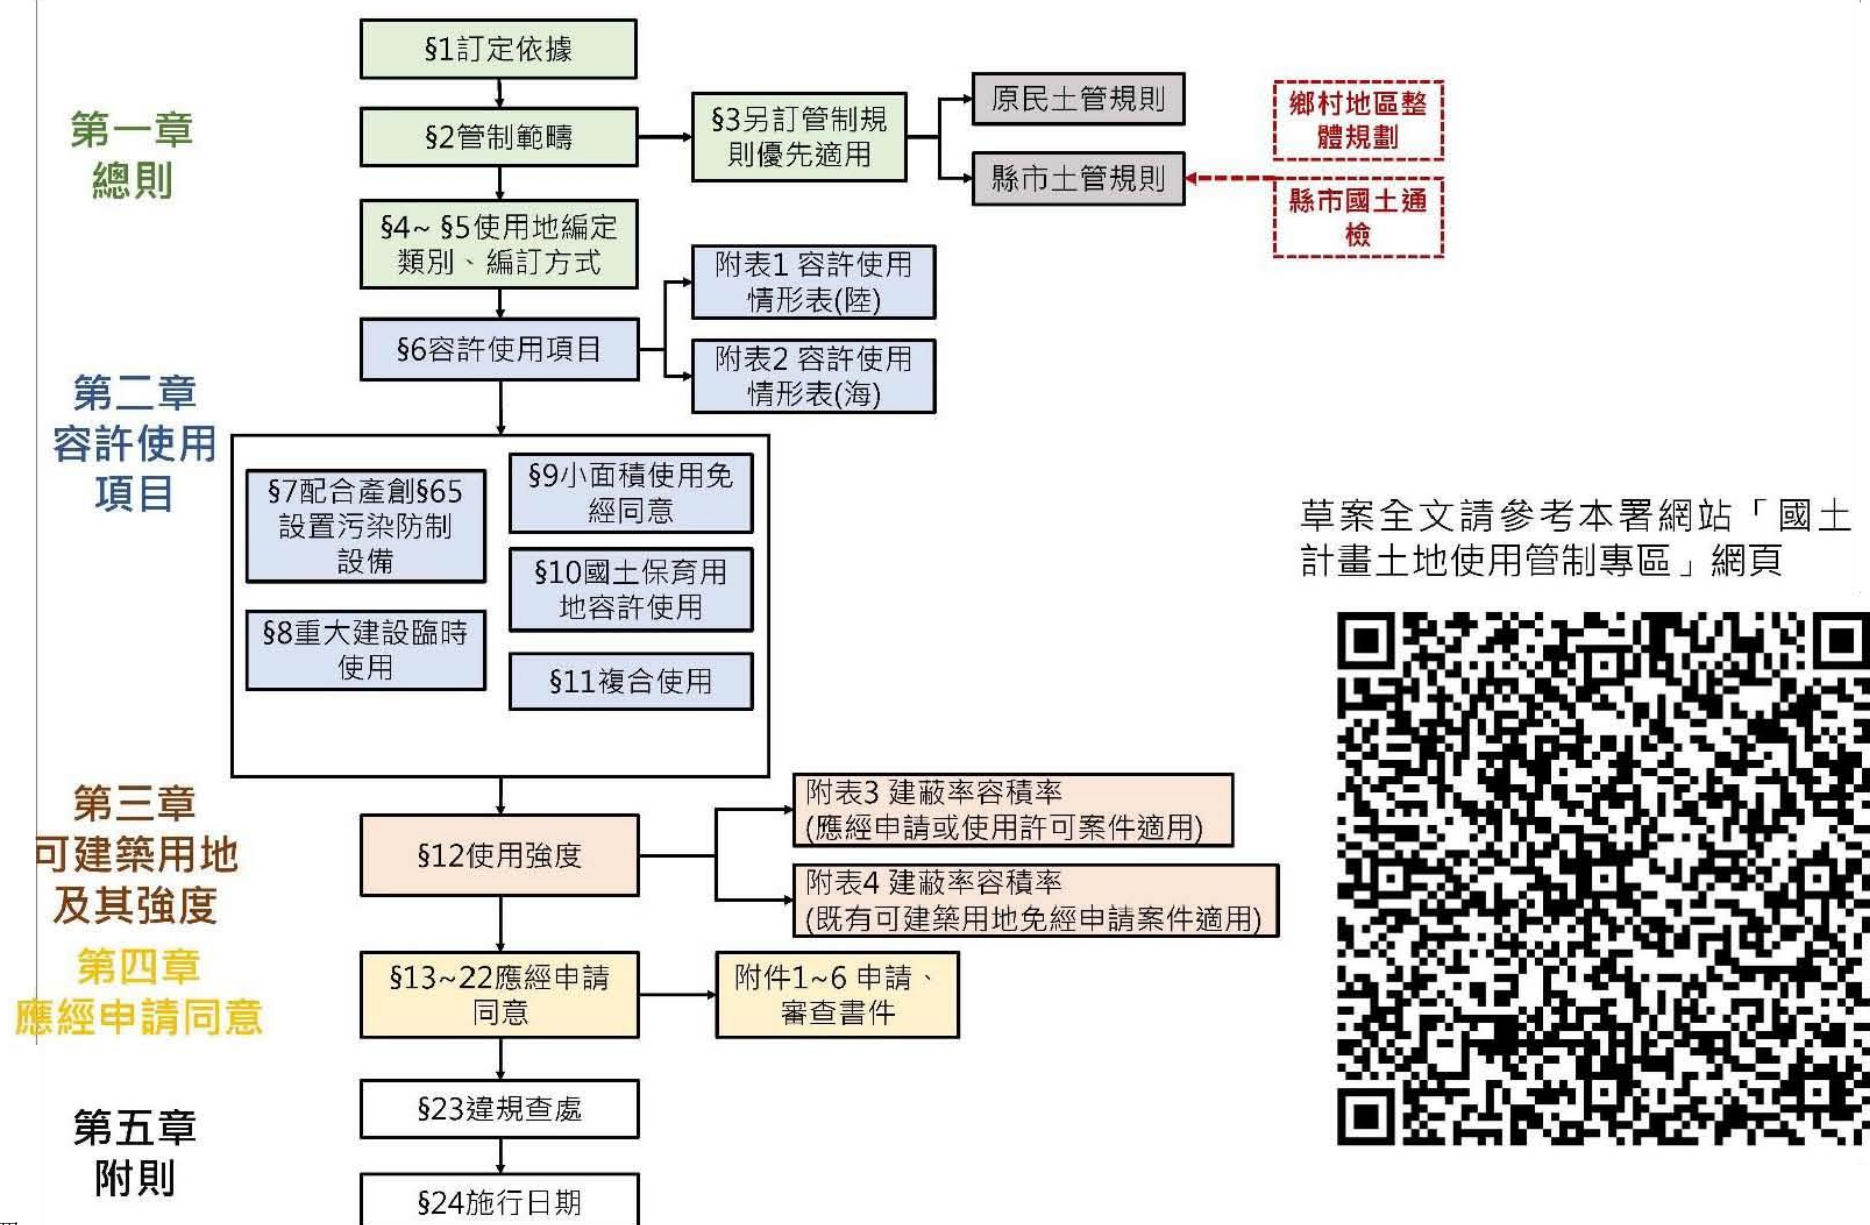 第一章
總則
§1訂定依據
§2管制範疇
§3另訂管制規
則優先適用
原民土管規則
縣市土管規則
鄉村地區整
體規劃
縣市國土通
檢
§4~ §5使用地編定
類別、編訂方式
第二章
容許使用
項目
§6容許使用項目
附表1 容許使用
情形表(陸)
附表2 容許使用
情形表(海)
§7配合產創§65
設置污染防制
設備
§8重大建設臨時
使用
§9小面積使用免
經同意
§10國土保育用
地容許使用
§11複合使用
草案全文請參考本署網站「國土
計畫土地使用管制專區」網頁
第三章
可建築用地
及其強度
§12使用強度
附表3 建蔽率容積率
(應經申請或使用許可案件適用)
附表4 建蔽率容積率
(既有可建築用地免經申請案件適用)
第四章
應經申請同意
§13~22應經申請
同意
附件1~6 申請、
審查書件
第五章
附則
§23違規查處
§24施行日期